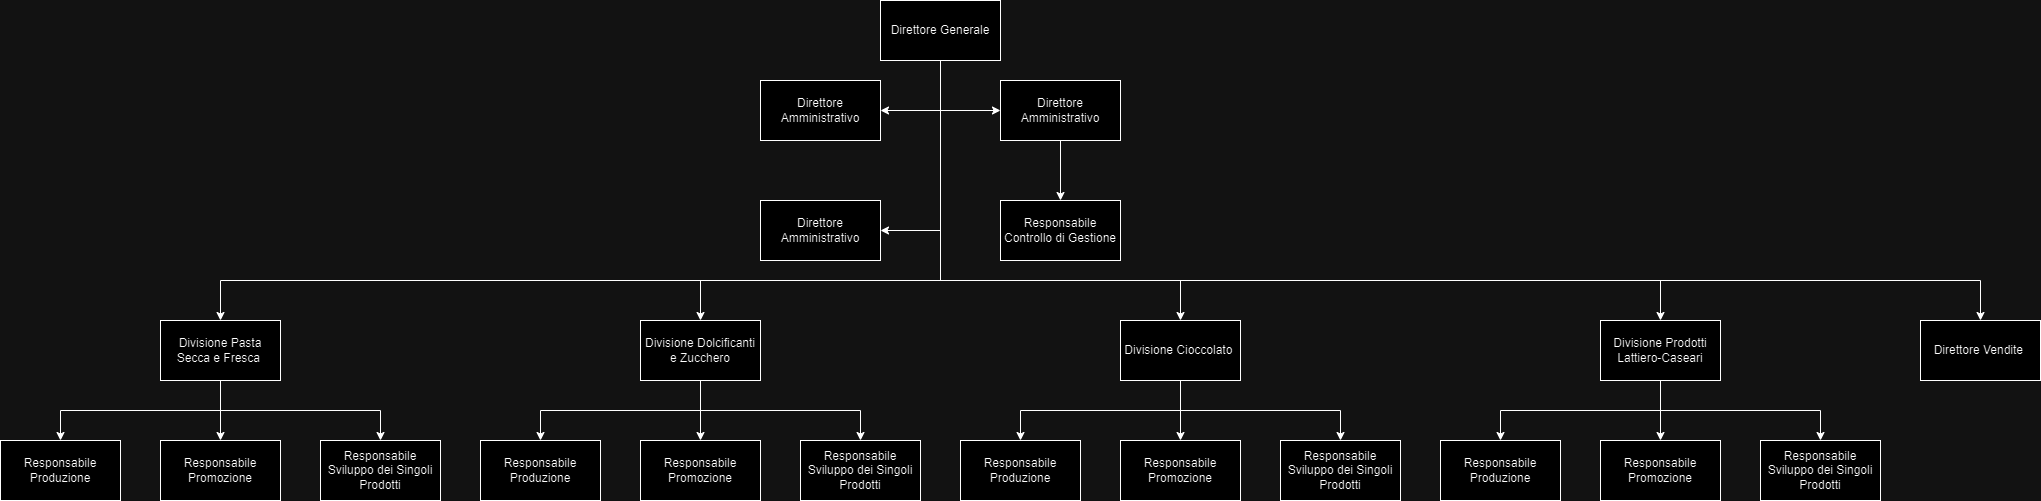 Direttore Generale
Direttore
Amministrativo
Direttore
Amministrativo
Direttore
Amministrativo
Responsabile
Controllo di Gestione
Divisione Pasta
Secca e Fresca
Divisione Dolcificanti
e Zucchero
Divisione Cioccolato
Divisione Prodotti
Lattiero-Caseari
Direttore Vendite
Responsabile
Produzione
Responsabile
Promozione
Responsabile
Sviluppo dei Singoli
Prodotti
Responsabile
Produzione
Responsabile
Promozione
Responsabile
Sviluppo dei Singoli
Prodotti
Responsabile
Produzione
Responsabile
Promozione
Responsabile
Sviluppo dei Singoli
Prodotti
Responsabile
Produzione
Responsabile
Promozione
Responsabile
Sviluppo dei Singoli
Prodotti